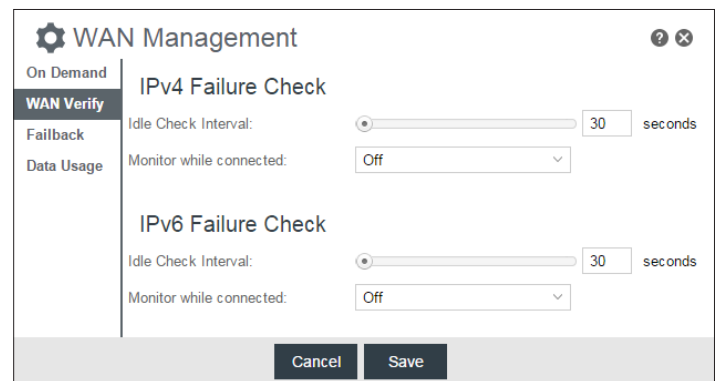 WAN Management
On Demand
WAN Verify
Failback
Data Usage
IPv4 Failure Check
Idle Check Interval: 30 seconds
Monitor while connected: Off
IPv6 Failure Check
Idle Check Interval: 30 seconds
Monitor while connected: Off
Cancel Save